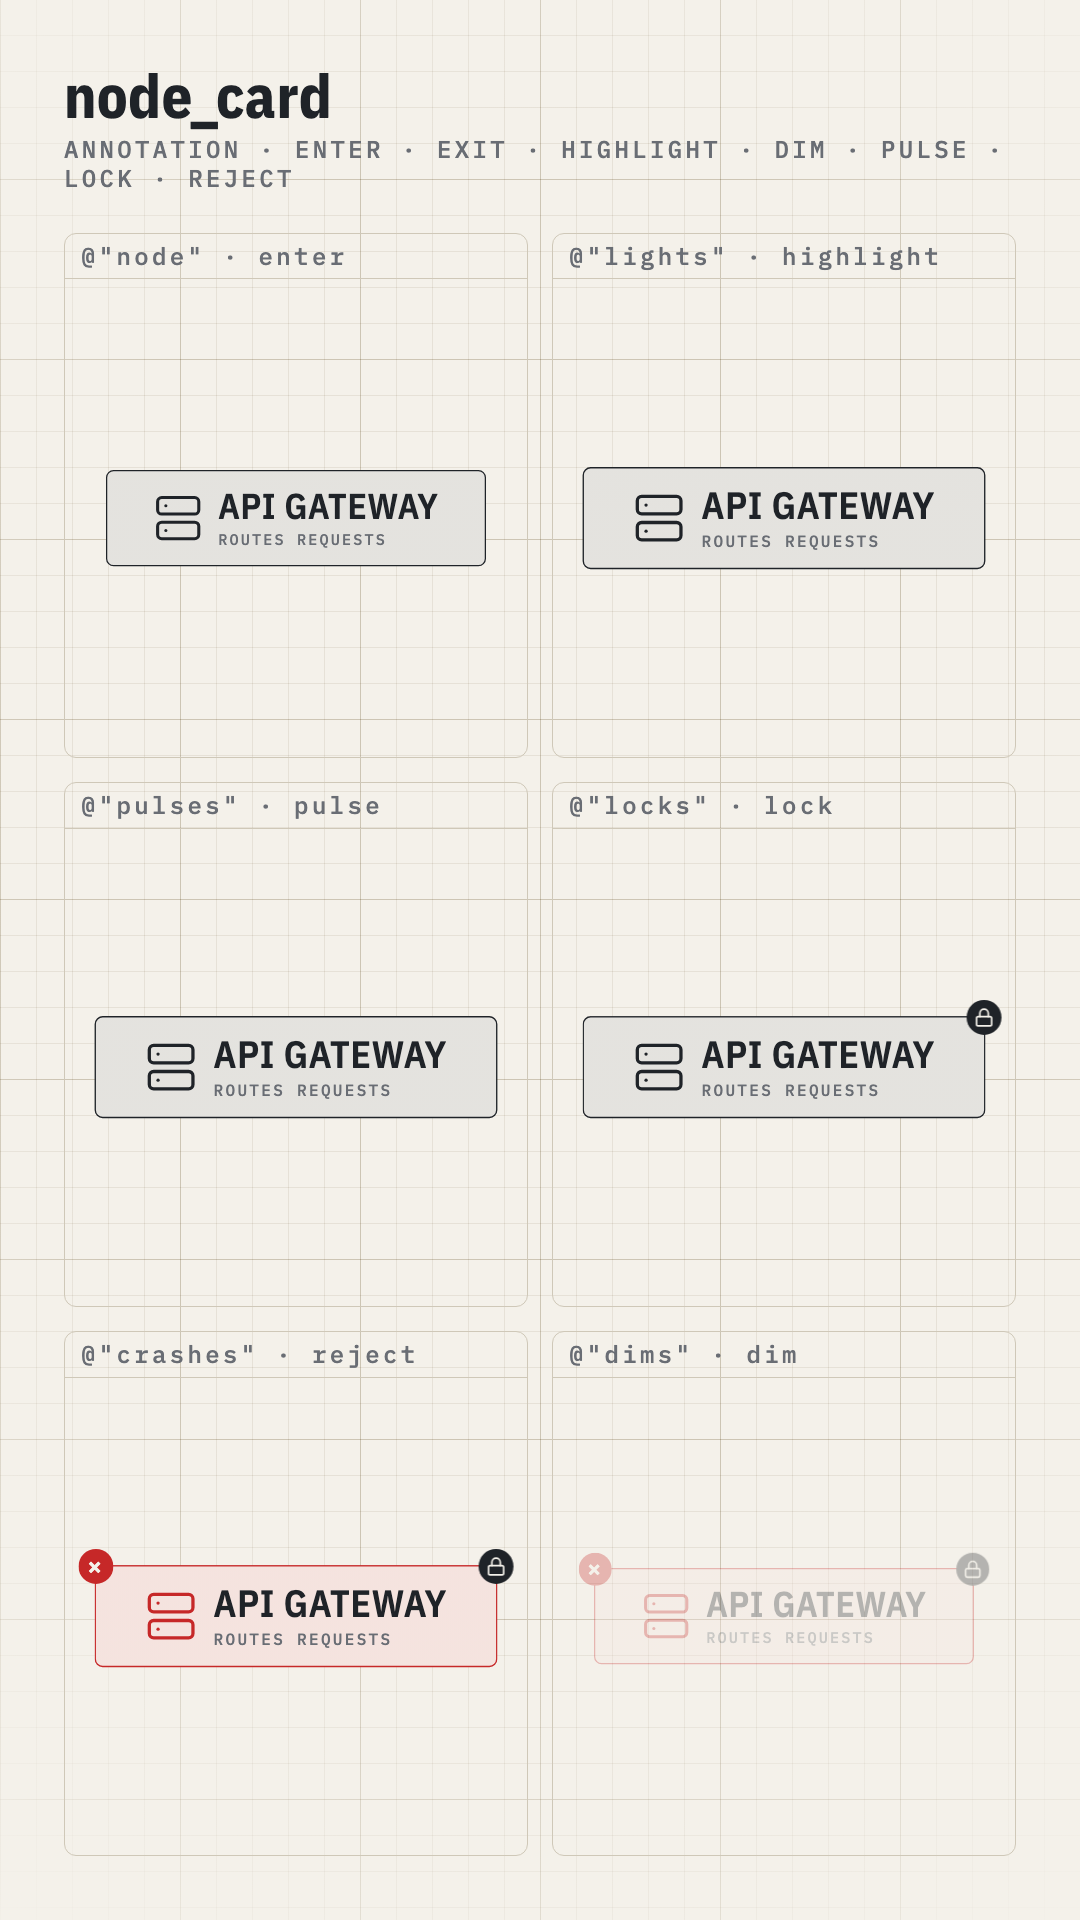 node_card
ANNOTATION · ENTER · EXIT · HIGHLIGHT · DIM · PULSE ·
LOCK · REJECT
@"node" · enter
API GATEWAY
ROUTES REQUESTS
@"lights" · highlight
API GATEWAY
ROUTES REQUESTS
@"pulses" · pulse
API GATEWAY
ROUTES REQUESTS
@"locks" · lock
API GATEWAY
ROUTES REQUESTS
@"crashes" · reject
API GATEWAY
ROUTES REQUESTS
@"dims" · dim
API GATEWAY
ROUTES REQUESTS